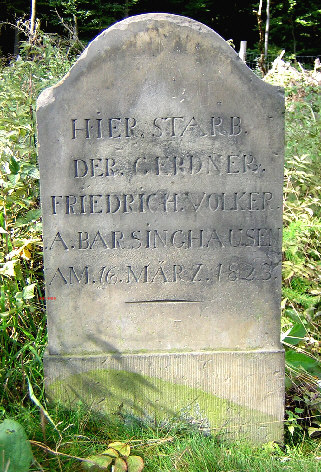 HIER.STARB.
DER.GERDNER.
FRIEDRICH.VOLKER
A.BARSINGHAUSEN
AM.16.MÄRZ.1823.